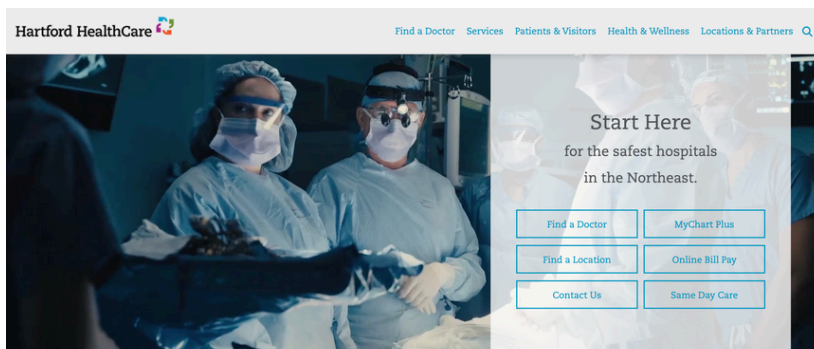 Hartford HealthCare
Find a Doctor Services Patients & Visitors Health & Wellness Locations & Partners
Start Here
for the safest hospitals
in the Northeast.
Find a Doctor MyChart Plus
Find a Location Online Bill Pay
Contact Us Same Day Care